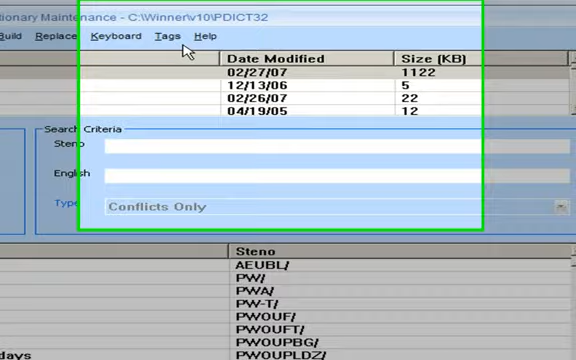 tionary Maintenance - C:\Winner\v10\PDICT32
Build Replace Keyboard Tags Help
Date Modified Size (KB)
02/27/07 1122
12/13/06 5
02/26/07 22
04/19/05 12
Search Criteria
Steno
English
Type Conflicts Only
Steno
AEUBL/
PW/
PWA/
PW-T/
PWOUF/
PWOUFT/
PWOUPBG/
days PWOUPLDZ/